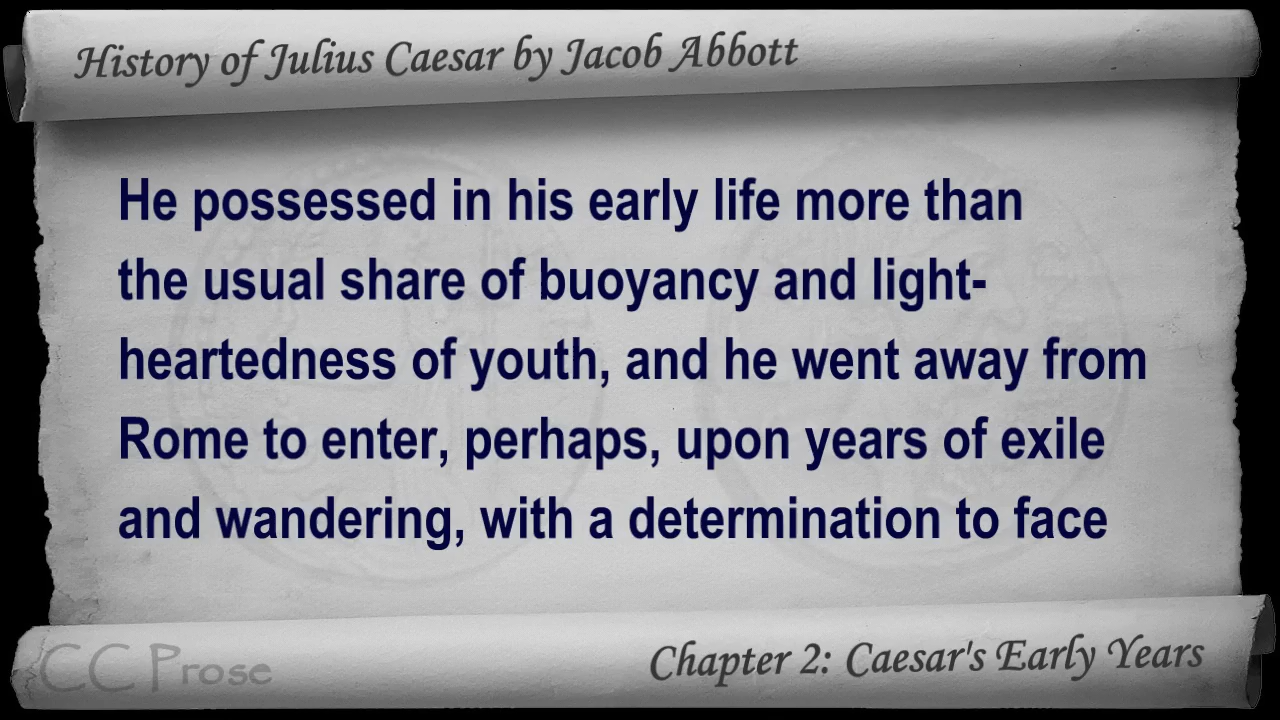 History of Julius Caesar by Jacob Abbott
He possessed in his early life more than
the usual share of buoyancy and light-
heartedness of youth, and he went away from
Rome to enter, perhaps, upon years of exile
and wandering, with a determination to face
CC Prose
Chapter 2: Caesar's Early Years